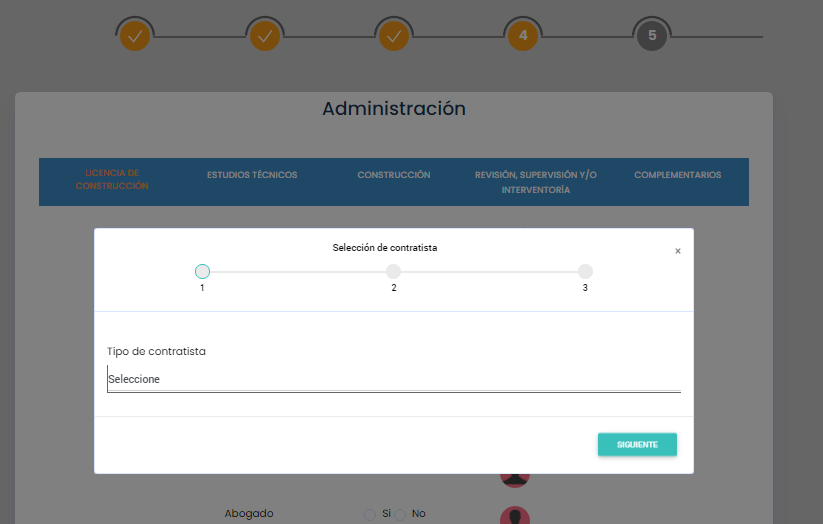 4
5
Administración
LICENCIA DE
CONSTRUCCIÓN
ESTUDIOS TÉCNICOS
CONSTRUCCIÓN
REVISIÓN, SUPERVISIÓN Y/O
INTERVENTORÍA
COMPLEMENTARIOS
Selección de contratista
×
1
2
3
Tipo de contratista
Seleccione
SIGUIENTE
Abogado
Si
No